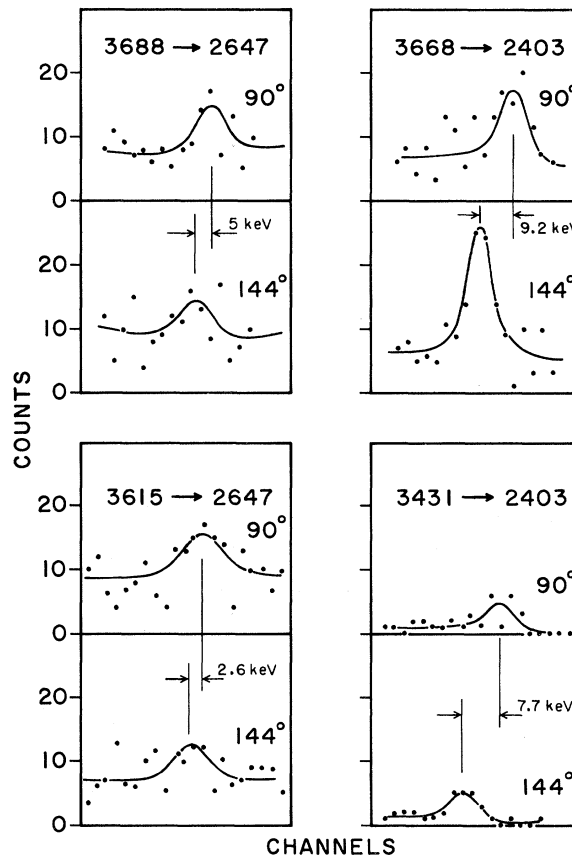 3688 → 2647
90°
20
10
0
5 keV
144°
20
10
0
3668 → 2403
90°
9.2 keV
144°
COUNTS
3615 → 2647
90°
20
10
0
2.6 keV
144°
20
10
0
3431 → 2403
90°
7.7 keV
144°
CHANNELS